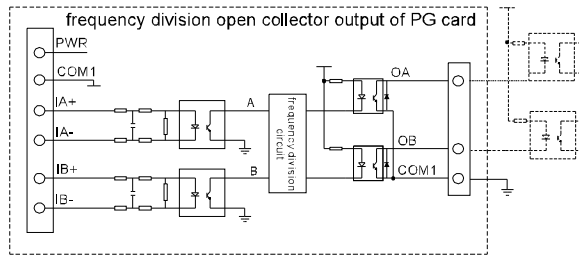 frequency division open collector output of PG card
PWR
COM1
IA+
IA-
IB+
IB-
A
B
frequency division
circuit
OA
OB
COM1